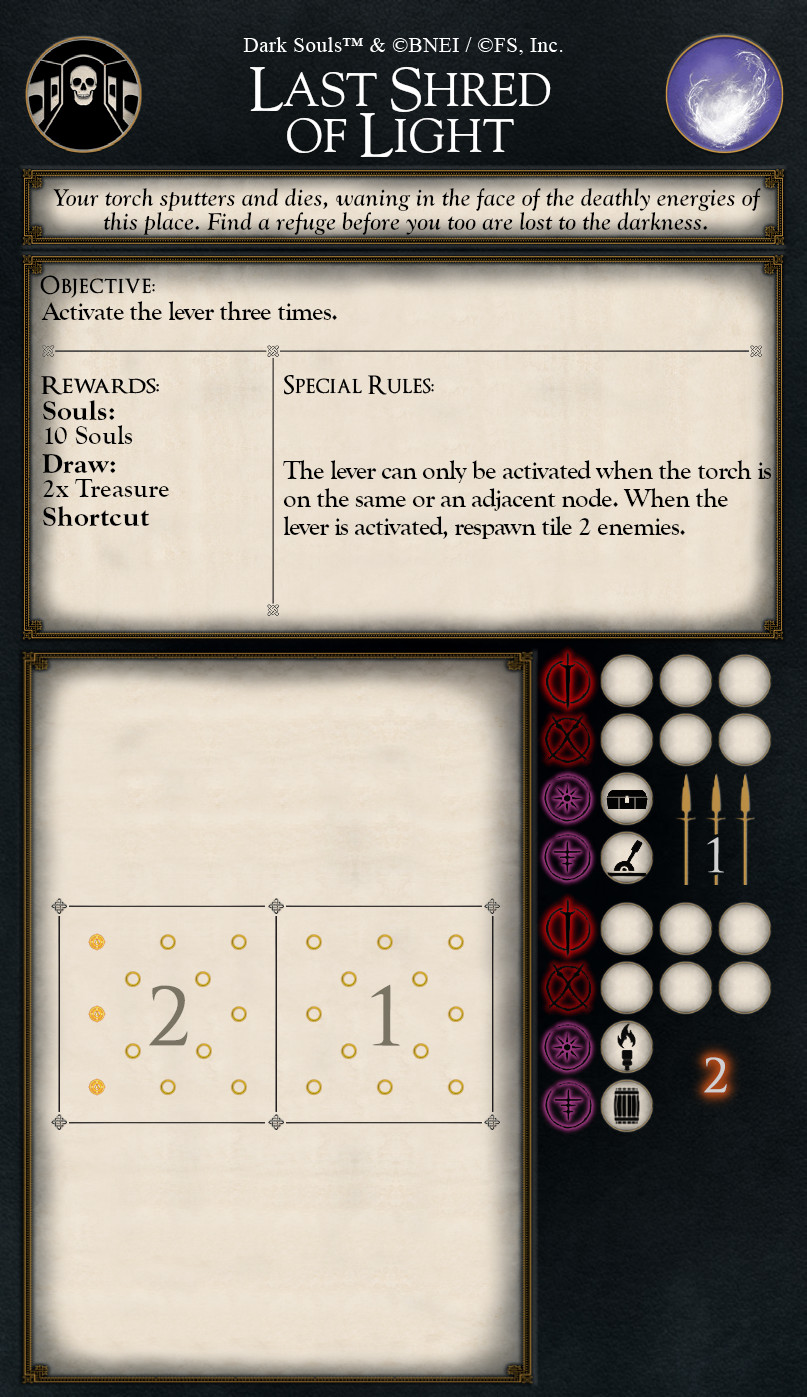 Dark Souls™ & ©BNEI / ©FS, Inc.
Last Shred
of Light
Your torch sputters and dies, waning in the face of the deathly energies of
this place. Find a refuge before you too are lost to the darkness.
Objective:
Activate the lever three times.
Rewards:
Souls:
10 Souls
Draw:
2x Treasure
Shortcut
Special Rules:
The lever can only be activated when the torch is
on the same or an adjacent node. When the
lever is activated, respawn tile 2 enemies.
1
2
2
1